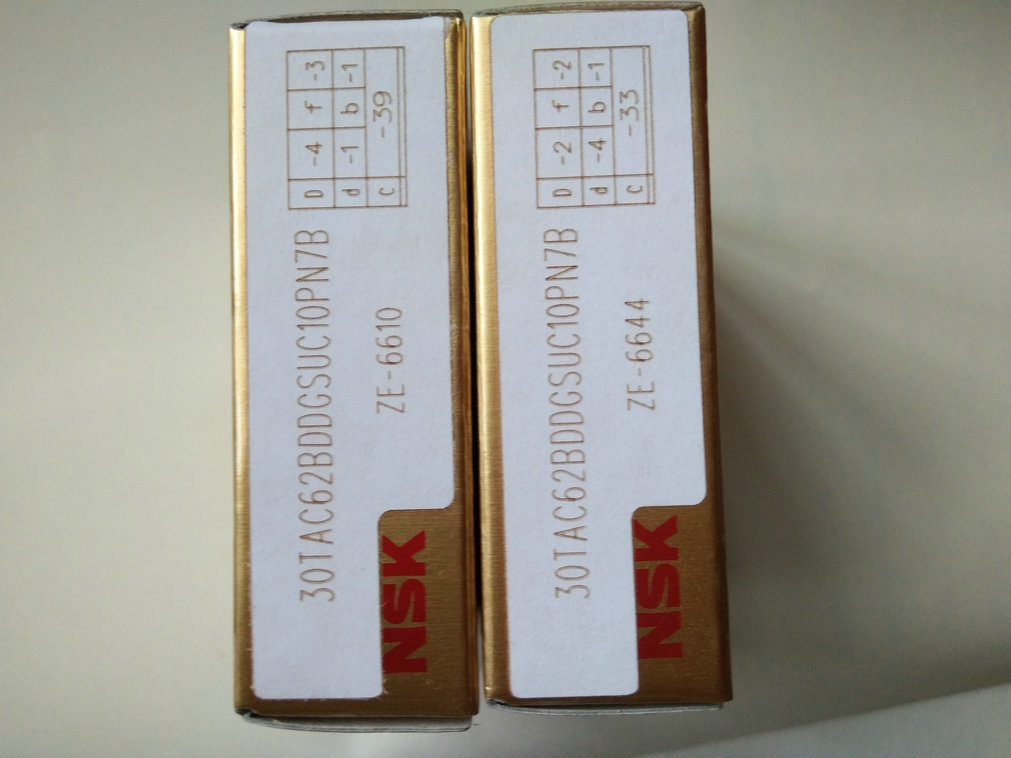 30TAC62BDDGSUC10PN7B
ZE-6610
D -4 f -3
d -1 b -1
C -39
NSK
30TAC62BDDGSUC10PN7B
ZE-6644
D -2 f -2
d -4 b -1
C -33
NSK